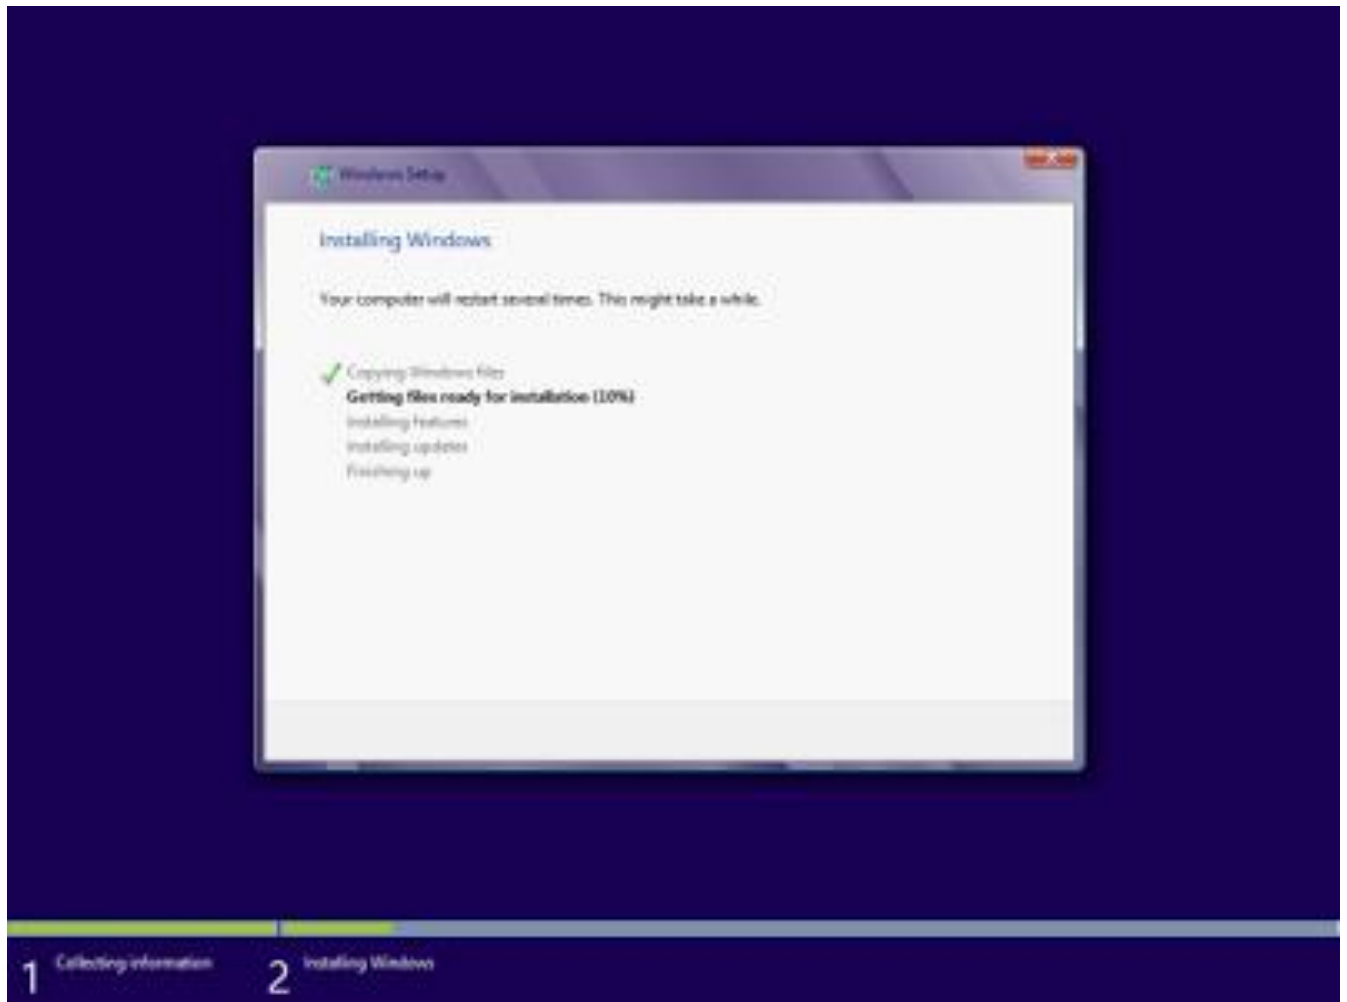 Windows Setup
Installing Windows
Your computer will restart several times. This might take a while.
Copying Windows files
Getting files ready for installation (10%)
Installing features
Installing updates
Finishing up
1 Collecting information
2 Installing Windows